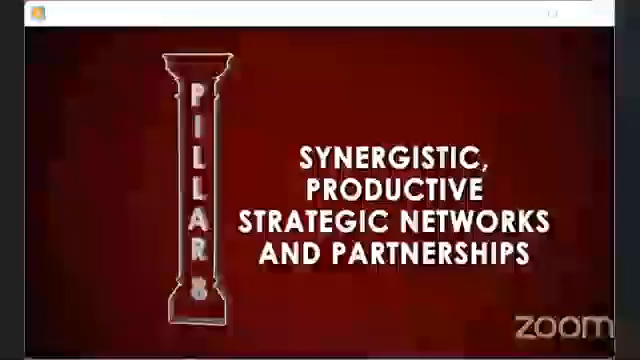 PILLAR 8
SYNERGISTIC,
PRODUCTIVE
STRATEGIC NETWORKS
AND PARTNERSHIPS
zoom